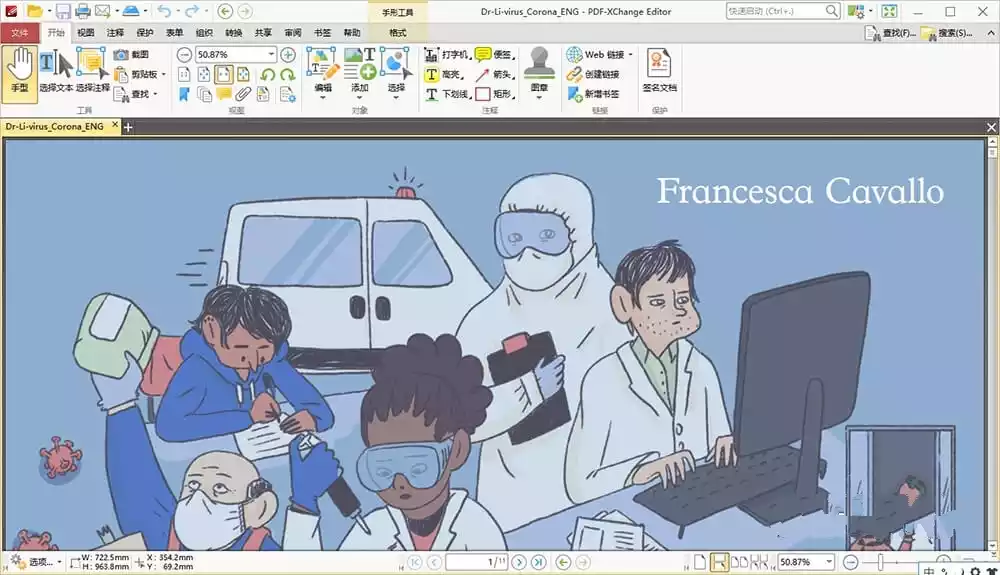 手形工具
Dr-Li-virus_Corona_ENG - PDF-XChange Editor
快速启动 (Ctrl+.)
文件 开始 视图 注释 保护 表单 组织 转换 共享 审阅 书签 帮助 格式
查找(F)... 搜索(S)...
手型 选择文本 选择注释
截图
剪贴板
查找
工具
50.87%
视图
编辑 添加 选择
对象
打字机 便签
高亮 箭头
下划线 矩形
注释
图章
Web 链接
创建链接
新增书签
链接
签名文档
保护
Dr-Li-virus_Corona_ENG
Francesca Cavallo
选项...
W: 722.5mm
H: 963.8mm
X: 354.2mm
Y: 69.2mm
1/11
50.87%
中